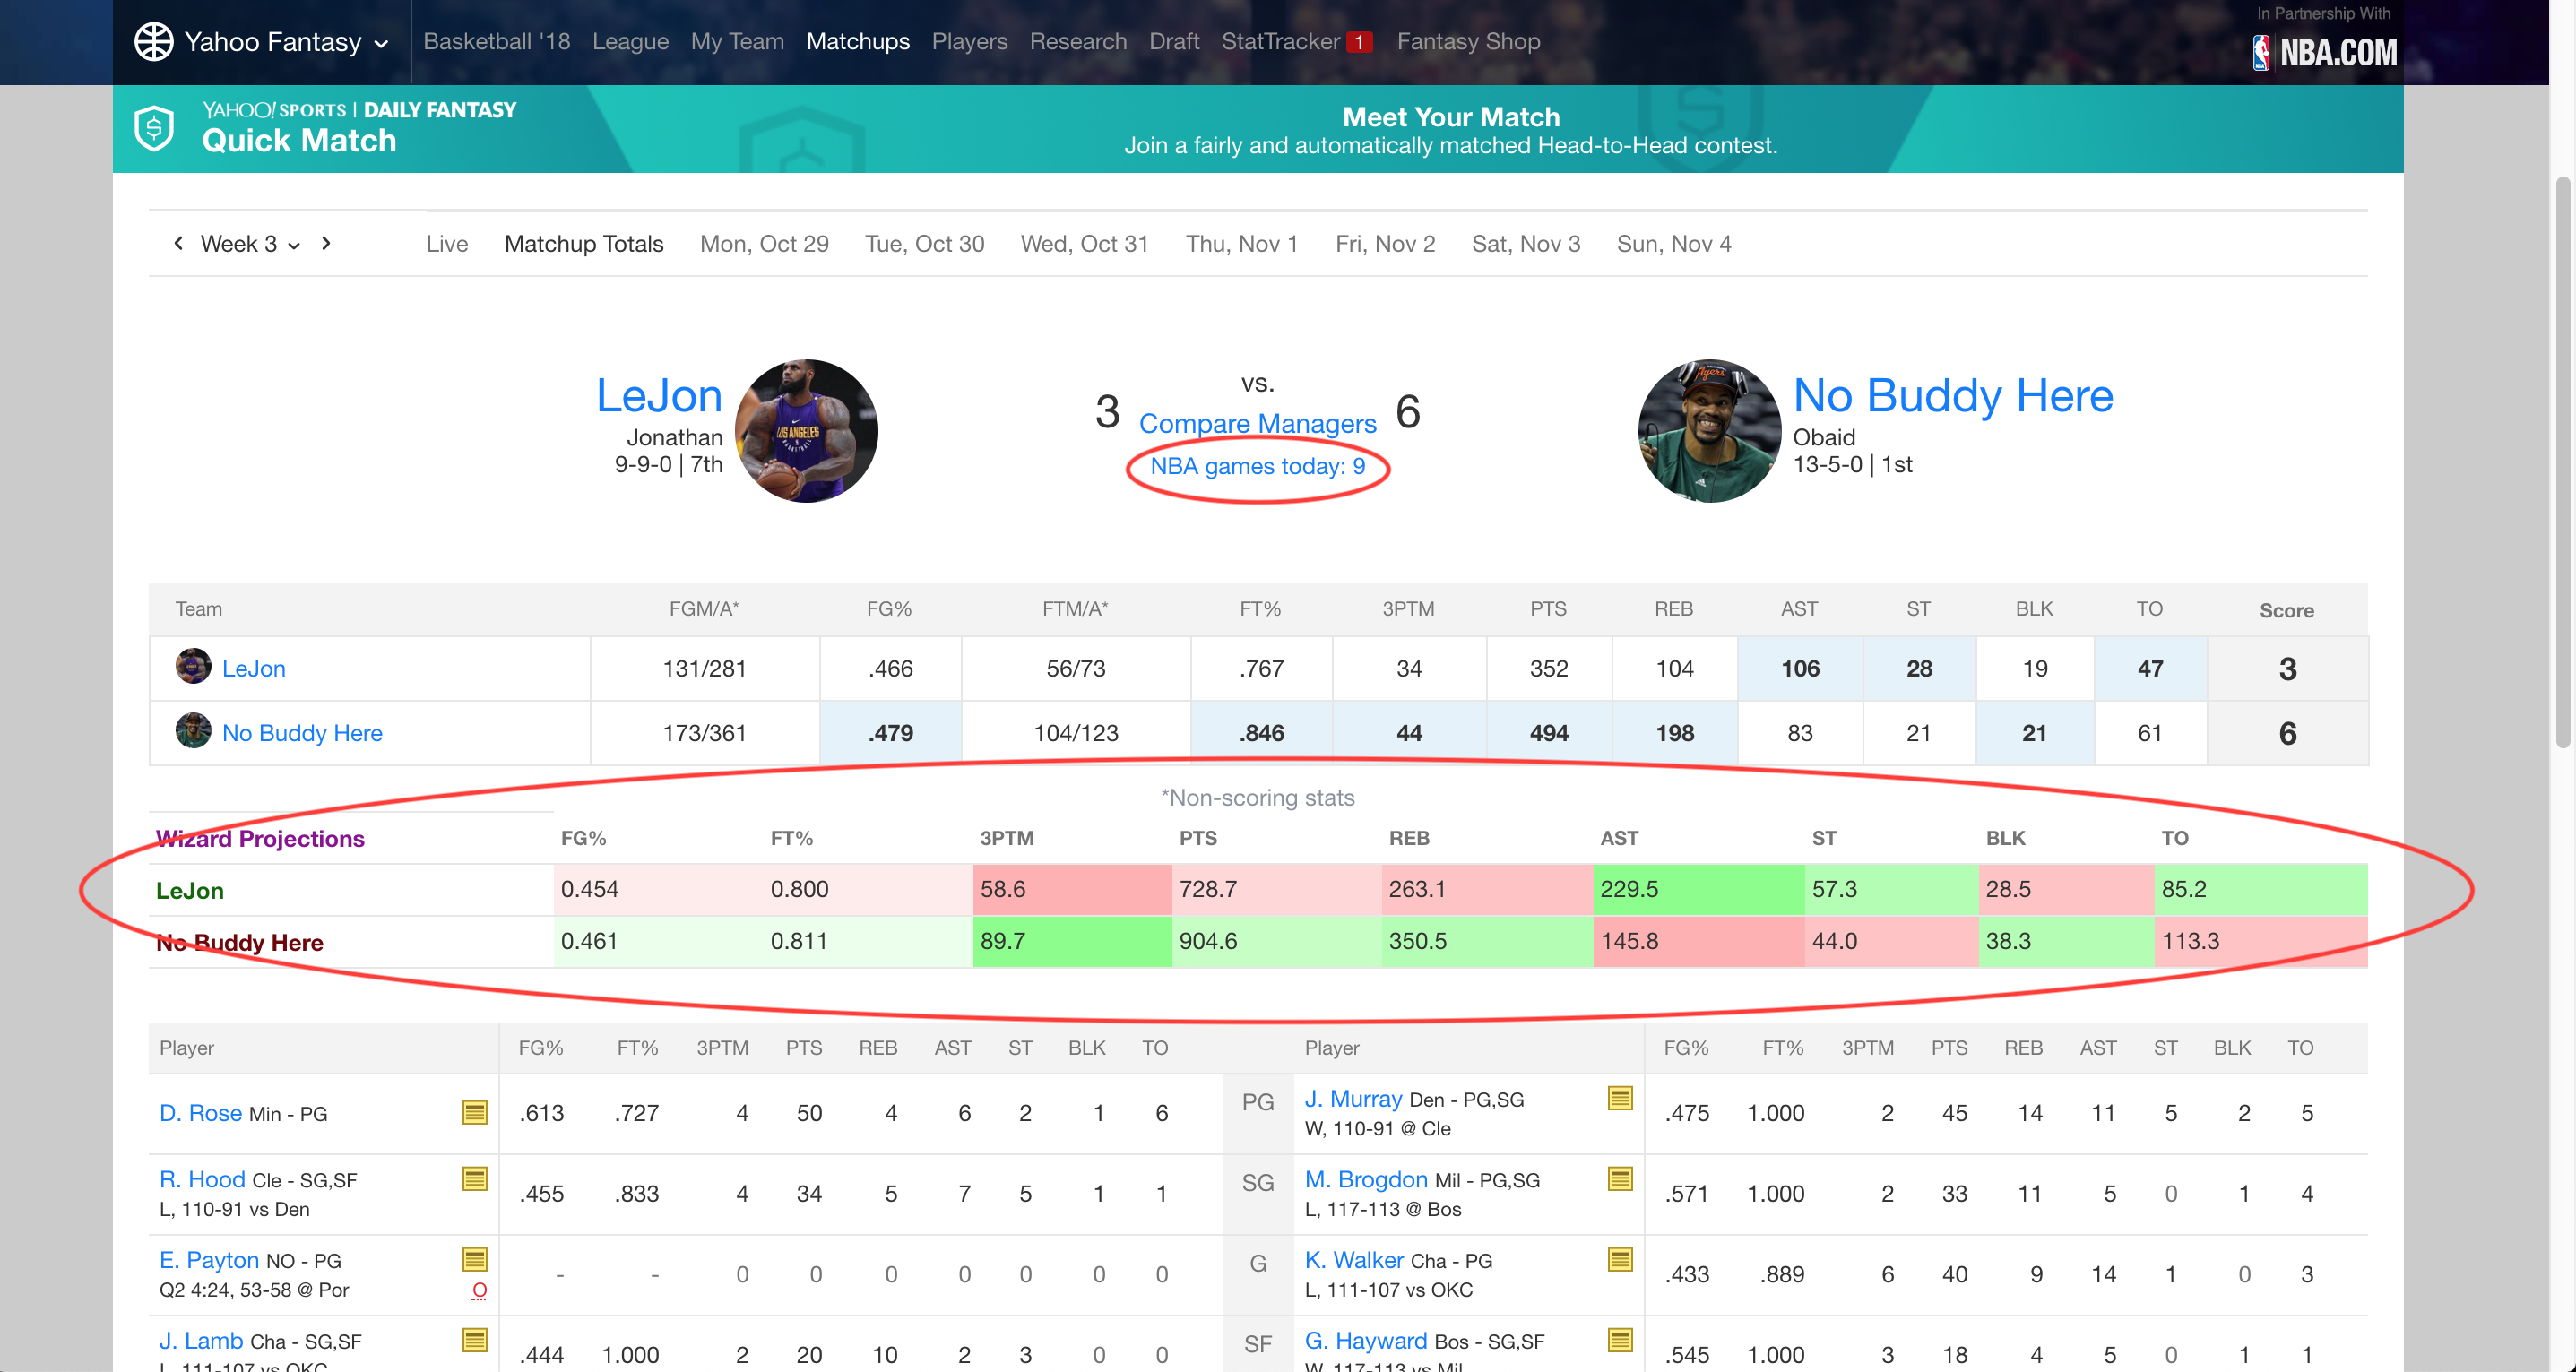 In Partnership With
Yahoo Fantasy Basketball '18 League My Team Matchups Players Research Draft StatTracker 1 Fantasy Shop NBA.COM
YAHOO! SPORTS | DAILY FANTASY
Quick Match
Meet Your Match
Join a fairly and automatically matched Head-to-Head contest.
Week 3 Live Matchup Totals Mon, Oct 29 Tue, Oct 30 Wed, Oct 31 Thu, Nov 1 Fri, Nov 2 Sat, Nov 3 Sun, Nov 4
LeJon
Jonathan
9-9-0 | 7th
3
vs.
Compare Managers
NBA games today: 9
6
No Buddy Here
Obaid
13-5-0 | 1st
Team FGM/A* FG% FTM/A* FT% 3PTM PTS REB AST ST BLK TO Score
LeJon 131/281 .466 56/73 .767 34 352 104 106 28 19 47 3
No Buddy Here 173/361 .479 104/123 .846 44 494 198 83 21 21 61 6
*Non-scoring stats
Wizard Projections FG% FT% 3PTM PTS REB AST ST BLK TO
LeJon 0.454 0.800 58.6 728.7 263.1 229.5 57.3 28.5 85.2
No Buddy Here 0.461 0.811 89.7 904.6 350.5 145.8 44.0 38.3 113.3
Player FG% FT% 3PTM PTS REB AST ST BLK TO Player FG% FT% 3PTM PTS REB AST ST BLK TO
D. Rose Min - PG .613 .727 4 50 4 6 2 1 6 PG J. Murray Den - PG,SG .475 1.000 2 45 14 11 5 2 5
W, 110-91 @ Cle
R. Hood Cle - SG,SF .455 .833 4 34 5 7 5 1 1 SG M. Brogdon Mil - PG,SG .571 1.000 2 33 11 5 0 1 4
L, 110-91 vs Den L, 117-113 @ Bos
E. Payton NO - PG - - 0 0 0 0 0 0 0 G K. Walker Cha - PG .433 .889 6 40 9 14 1 0 3
Q2 4:24, 53-58 @ Por O L, 111-107 vs OKC
J. Lamb Cha - SG,SF .444 1.000 2 20 10 2 3 0 0 SF G. Hayward Bos - SG,SF .545 1.000 3 18 4 5 0 1 1
L, 111-107 vs OKC W, 117-113 vs Mil